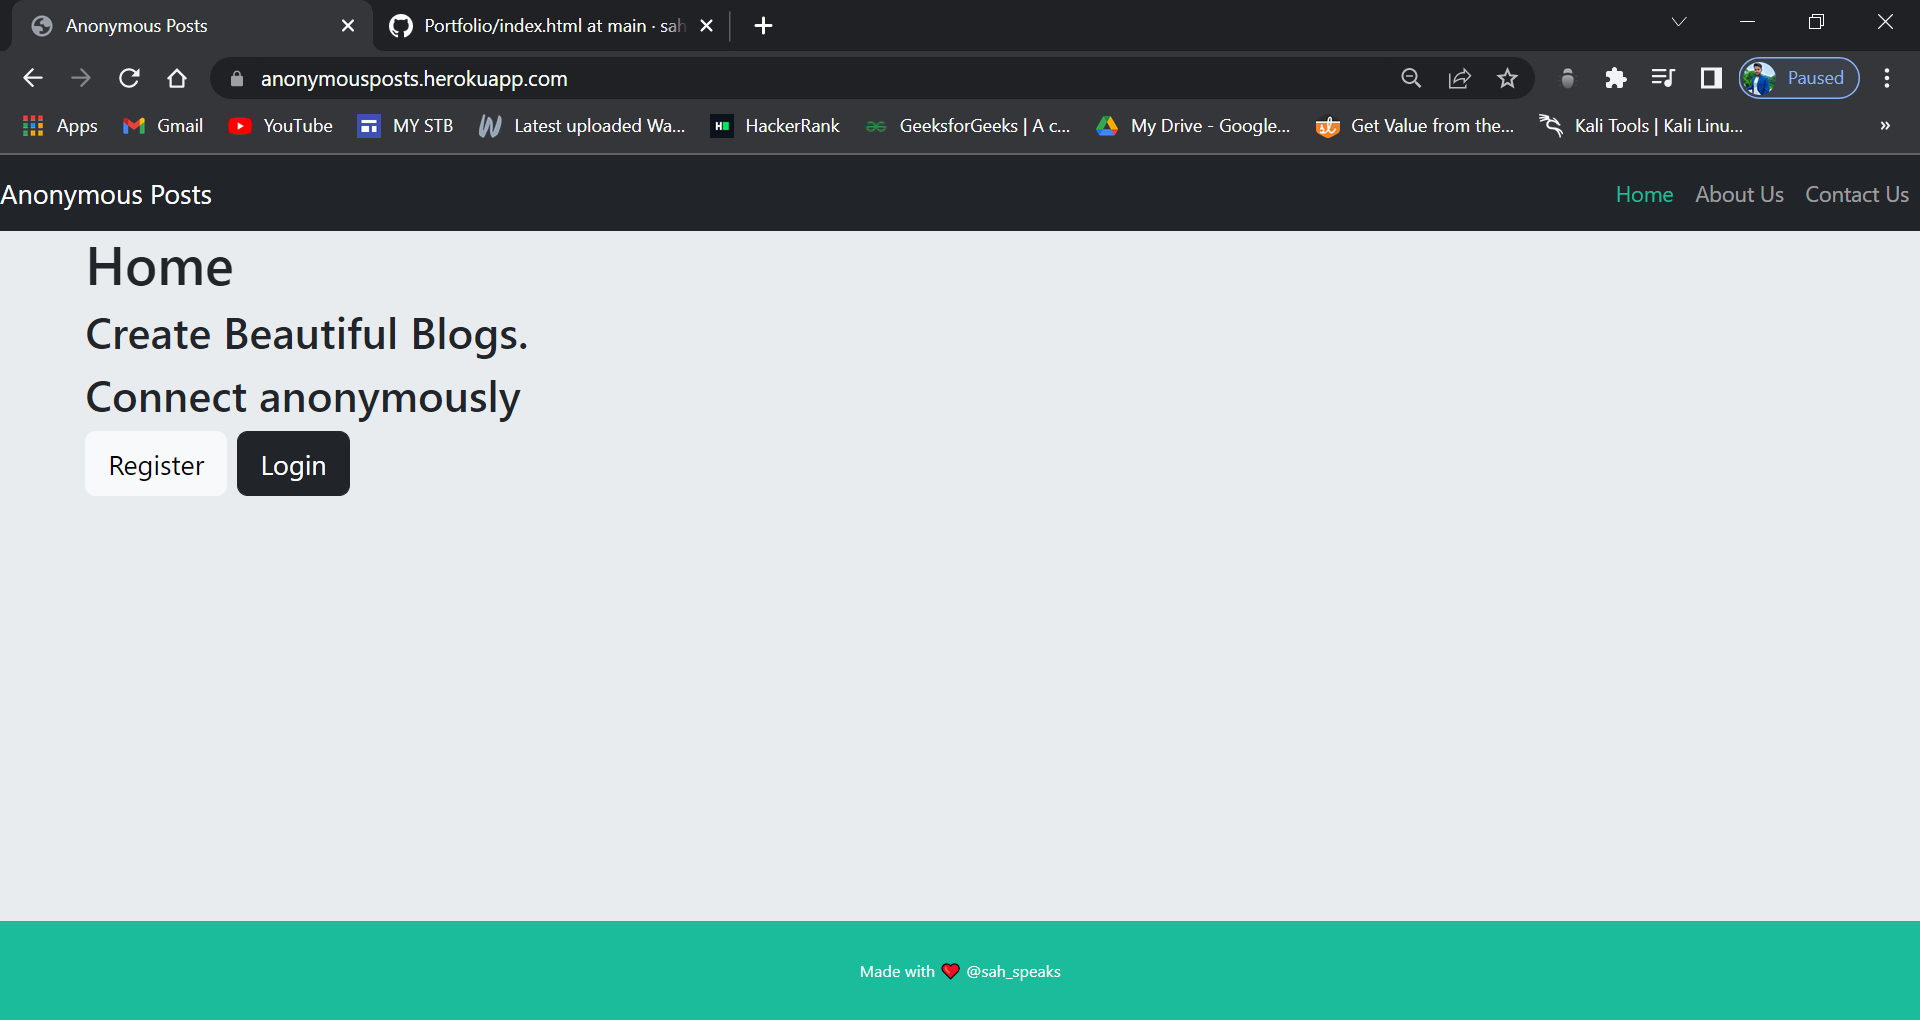 Anonymous Posts
Portfolio/index.html at main · sah
anonymousposts.herokuapp.com
Paused
Apps Gmail YouTube MY STB Latest uploaded Wa... HackerRank GeeksforGeeks | A c... My Drive - Google... Get Value from the... Kali Tools | Kali Linu...
Anonymous Posts
Home About Us Contact Us
Home
Create Beautiful Blogs.
Connect anonymously
Register Login
Made with ❤ @sah_speaks